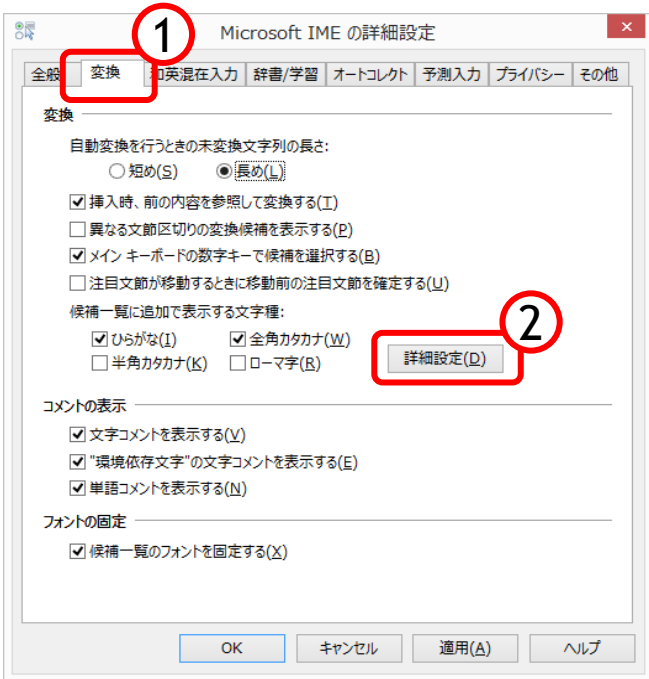 Microsoft IME の詳細設定
1
全般 変換 和英混在入力 辞書/学習 オートコレクト 予測入力 プライバシー その他
変換
自動変換を行うときの未変換文字列の長さ:
短め(S) 長め(L)
挿入時、前の内容を参照して変換する(T)
異なる文節区切りの変換候補を表示する(P)
メイン キーボードの数字キーで候補を選択する(B)
注目文節が移動するときに移動前の注目文節を確定する(U)
候補一覧に追加で表示する文字種:
2
ひらがな(I) 全角カタカナ(W)
半角カタカナ(K) ローマ字(R) 詳細設定(D)
コメントの表示
文字コメントを表示する(V)
"環境依存文字"の文字コメントを表示する(E)
単語コメントを表示する(N)
フォントの固定
候補一覧のフォントを固定する(X)
OK キャンセル 適用(A) ヘルプ